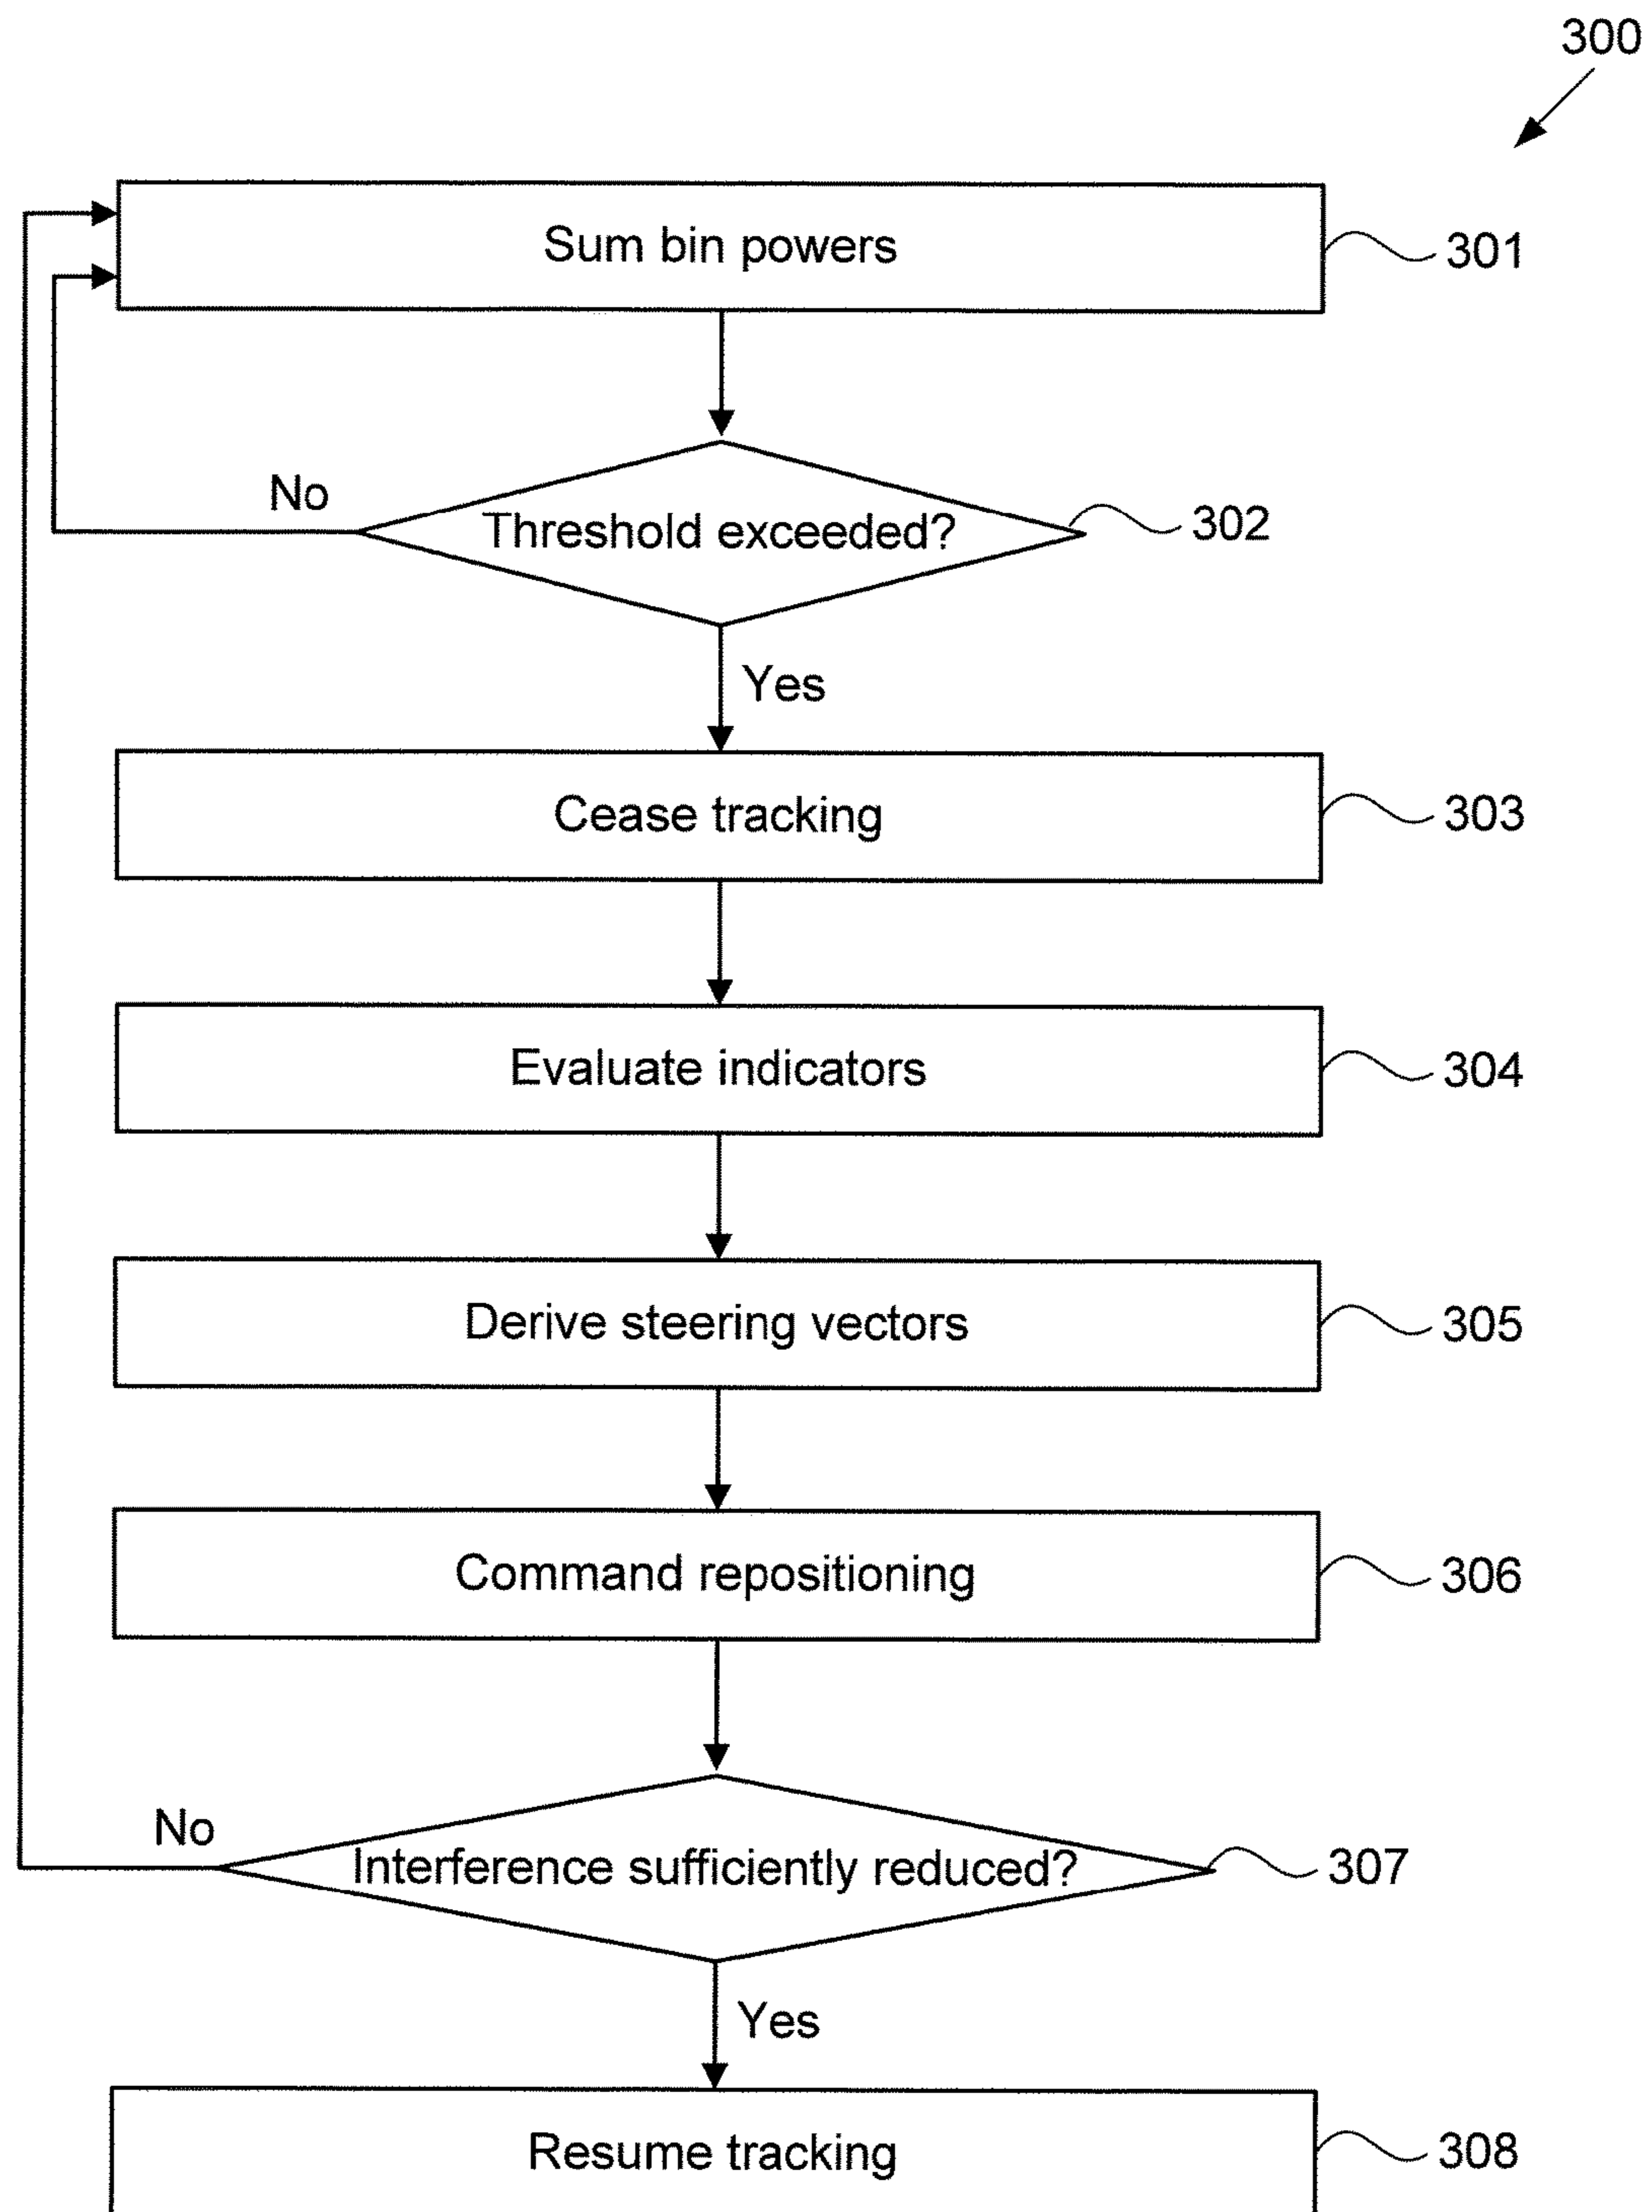 300
Sum bin powers
301
No
Threshold exceeded?
302
Yes
Cease tracking
303
Evaluate indicators
304
Derive steering vectors
305
Command repositioning
306
No
Interference sufficiently reduced?
307
Yes
Resume tracking
308